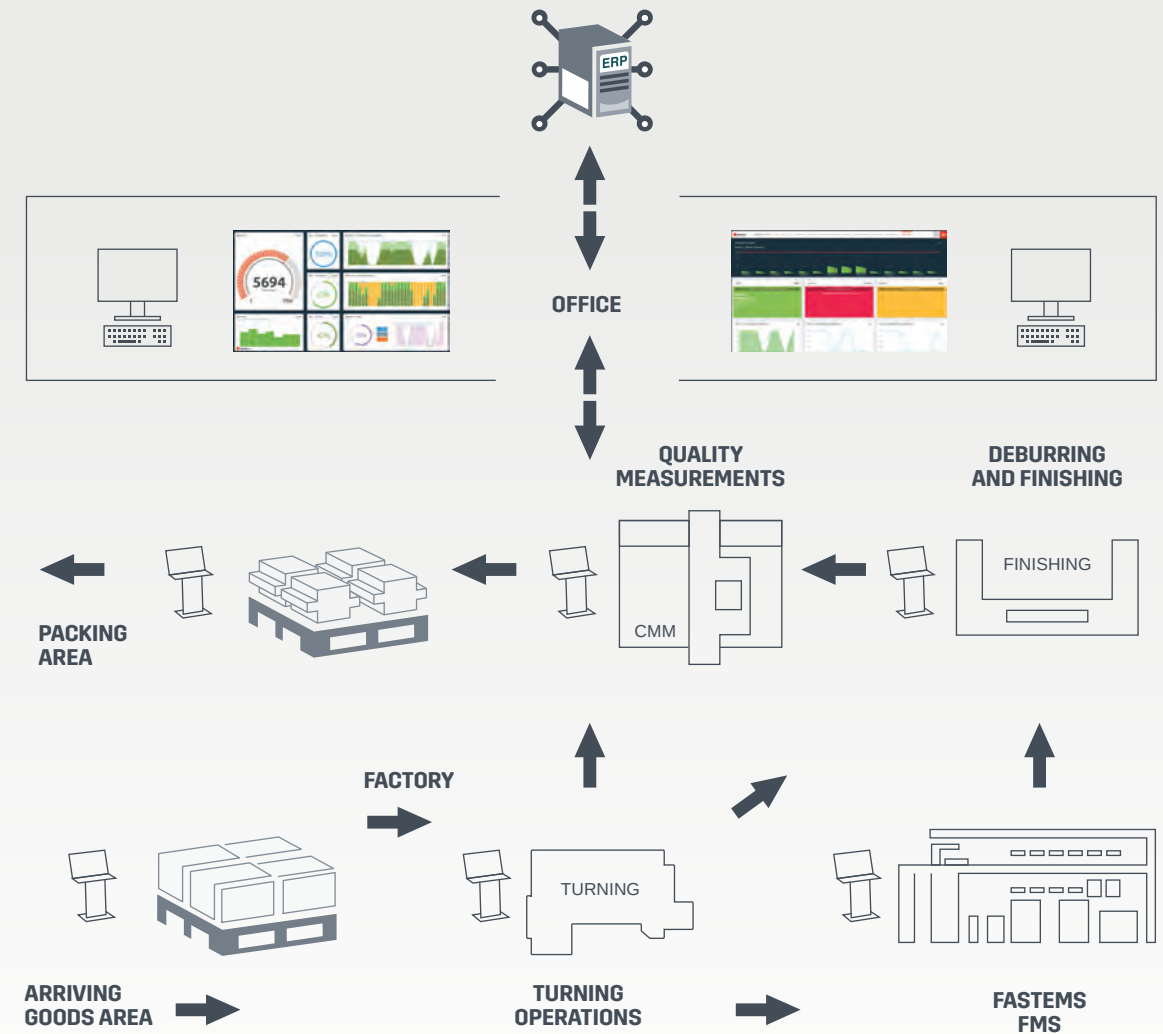 ERP
5694
OFFICE
QUALITY
MEASUREMENTS
DEBURRING
AND FINISHING
FINISHING
CMM
PACKING
AREA
FACTORY
TURNING
ARRIVING
GOODS AREA
TURNING
OPERATIONS
FASTEMS
FMS